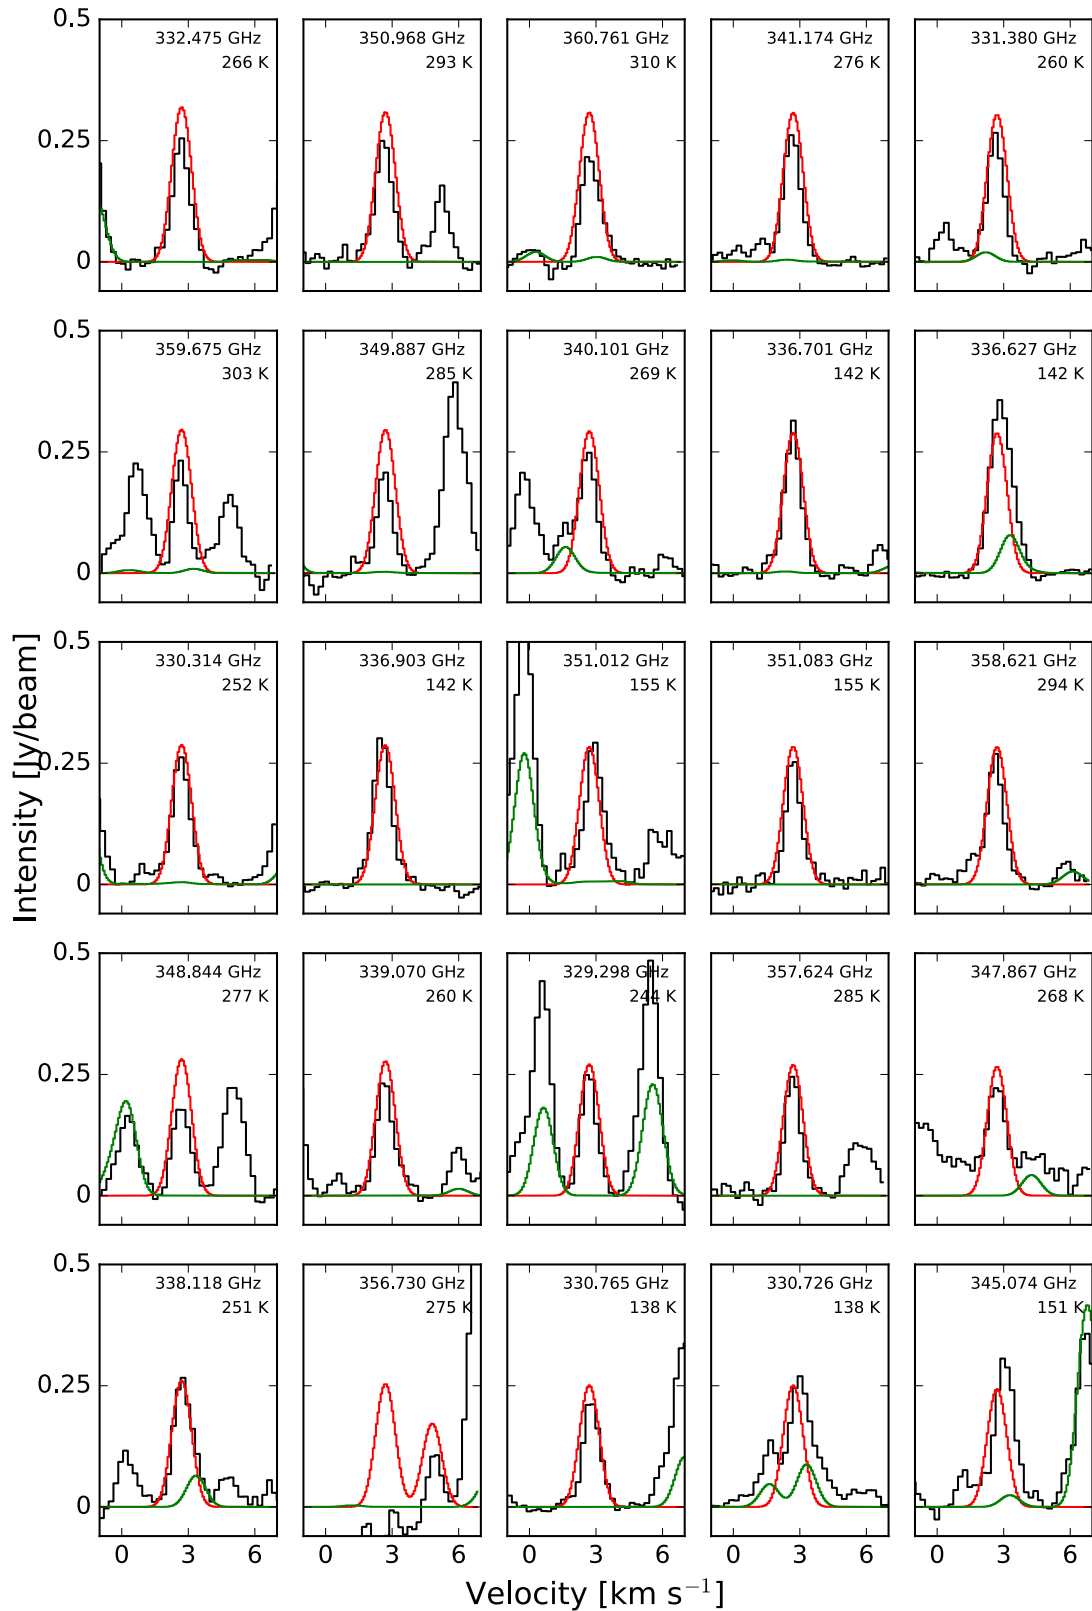 0.5
332.475 GHz
266 K
350.968 GHz
293 K
360.761 GHz
310 K
341.174 GHz
276 K
331.380 GHz
260 K
0.25
0
0.5
359.675 GHz
303 K
349.887 GHz
285 K
340.101 GHz
269 K
336.701 GHz
142 K
336.627 GHz
142 K
0.25
0
Intensity [Jy/beam]
0.5
330.314 GHz
252 K
336.903 GHz
142 K
351.012 GHz
155 K
351.083 GHz
155 K
358.621 GHz
294 K
0.25
0
0.5
348.844 GHz
277 K
339.070 GHz
260 K
329.298 GHz
244 K
357.624 GHz
285 K
347.867 GHz
268 K
0.25
0
0.5
338.118 GHz
251 K
356.730 GHz
275 K
330.765 GHz
138 K
330.726 GHz
138 K
345.074 GHz
151 K
0.25
0
0 3 6 0 3 6 0 3 6 0 3 6 0 3 6
Velocity [km s⁻¹]